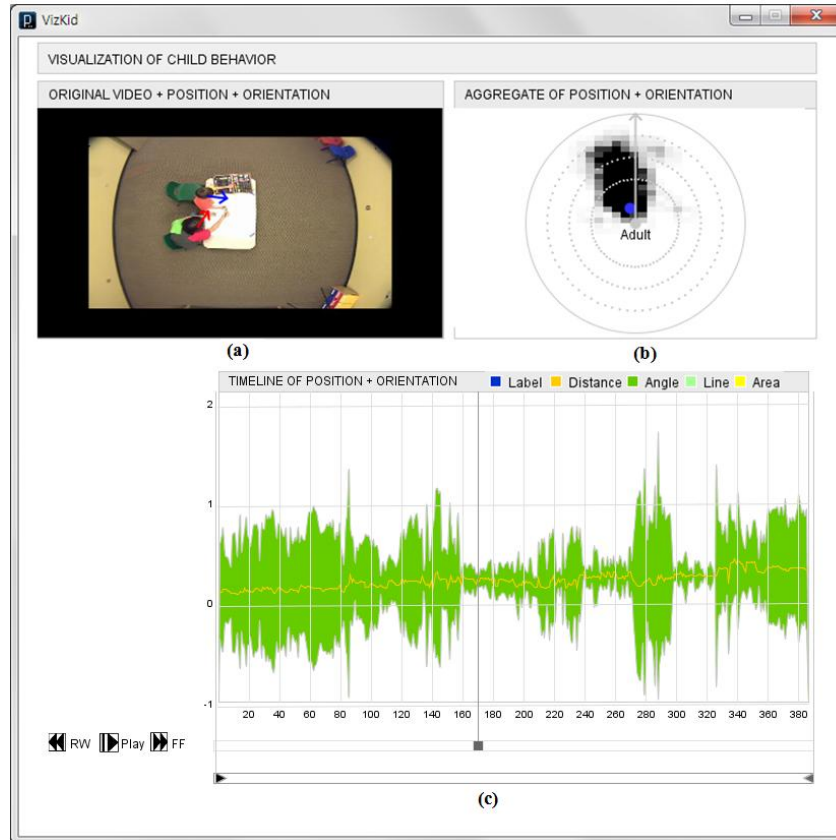 VizKid
VISUALIZATION OF CHILD BEHAVIOR
ORIGINAL VIDEO + POSITION + ORIENTATION
AGGREGATE OF POSITION + ORIENTATION
Adult
(a)
(b)
TIMELINE OF POSITION + ORIENTATION Label Distance Angle Line Area
2
1
0
-1
20 40 60 80 100 120 140 160 180 200 220 240 260 280 300 320 340 360 380
RW Play FF
(c)